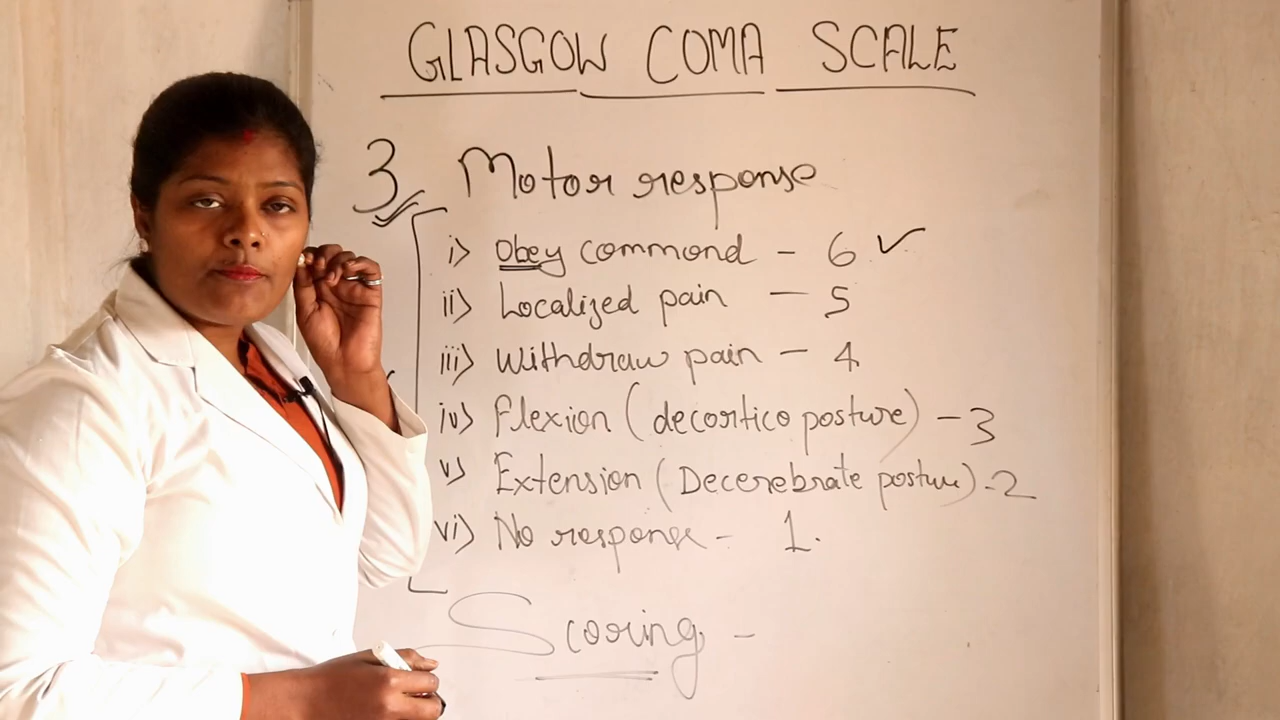 GLASGOW COMA SCALE
3 Motor response
i) Obey commond - 6 ✓
ii) Localized pain - 5
iii) Withdraw pain - 4
iv) Flexion (decortico posture) - 3
v) Extension (Decerebrate posture) - 2
vi) No response - 1.
Scoring -